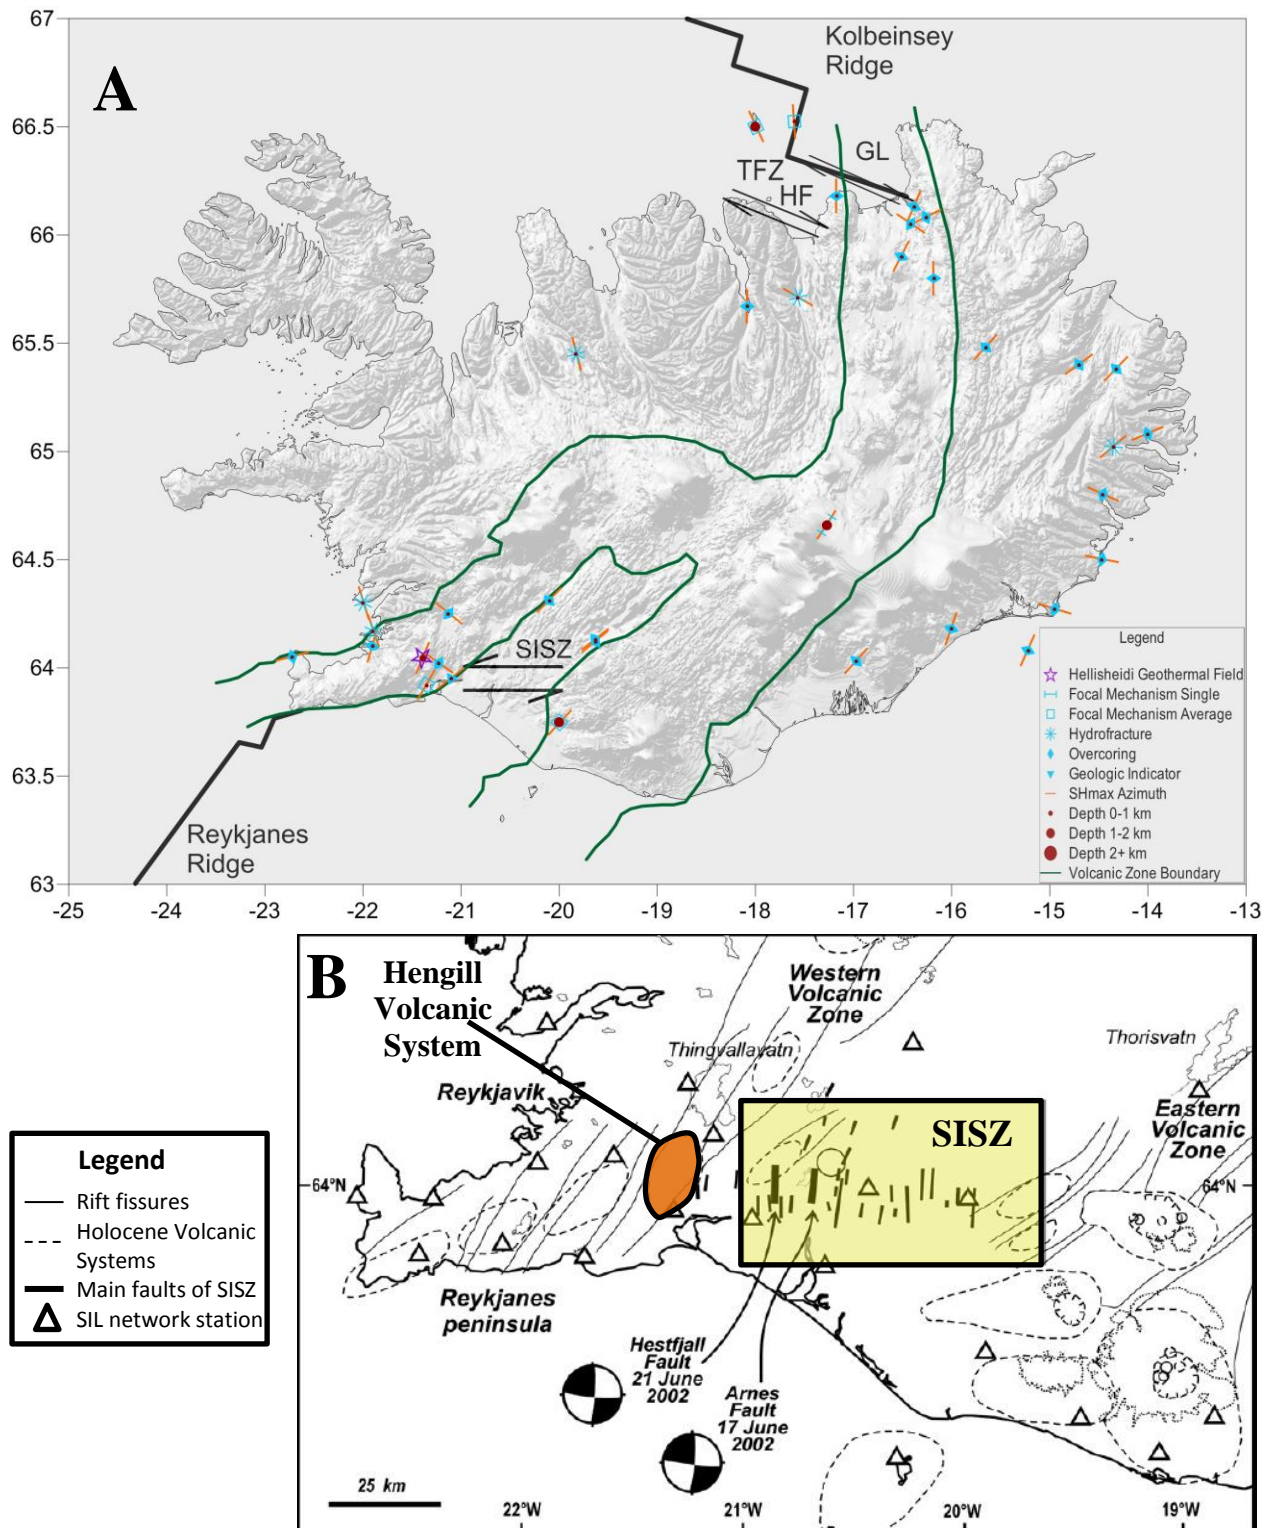 A
Kolbeinsey
Ridge
GL
TFZ
HF
SISZ
Reykjanes
Ridge
67
66.5
66
65.5
65
64.5
64
63.5
63
-25
-24
-23
-22
-21
-20
-19
-18
-17
-16
-15
-14
-13
Legend
Hellisheidi Geothermal Field
Focal Mechanism Single
Focal Mechanism Average
Hydrofracture
Overcoring
Geologic Indicator
SHmax Azimuth
Depth 0-1 km
Depth 1-2 km
Depth 2+ km
Volcanic Zone Boundary
B
Hengill
Volcanic
System
Western
Volcanic
Zone
Thingvallavatn
Thorisvatn
Reykjavik
Eastern
Volcanic
Zone
SISZ
64°N
64°N
Reykjanes
peninsula
Hestfjall
Fault
21 June
2002
Arnes
Fault
17 June
2002
25 km
22°W
21°W
20°W
19°W
Legend
Rift fissures
Holocene Volcanic
Systems
Main faults of SISZ
SIL network station